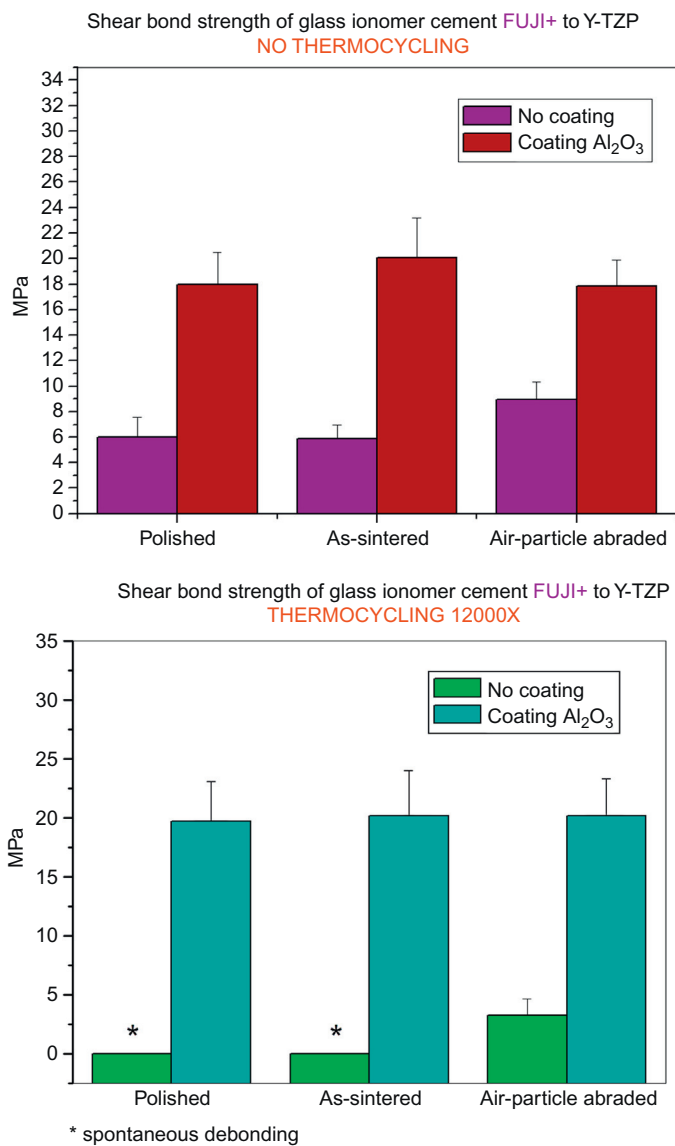 Shear bond strength of glass ionomer cement FUJI+ to Y-TZP
NO THERMOCYCLING
34
32
30
28
26
24
22
20
18
16
14
12
10
8
6
4
2
0
MPa
No coating
Coating Al₂O₃
Polished
As-sintered
Air-particle abraded
Shear bond strength of glass ionomer cement FUJI+ to Y-TZP
THERMOCYCLING 12000X
35
30
25
20
15
10
5
0
MPa
No coating
Coating Al₂O₃
*
*
Polished
As-sintered
Air-particle abraded
* spontaneous debonding